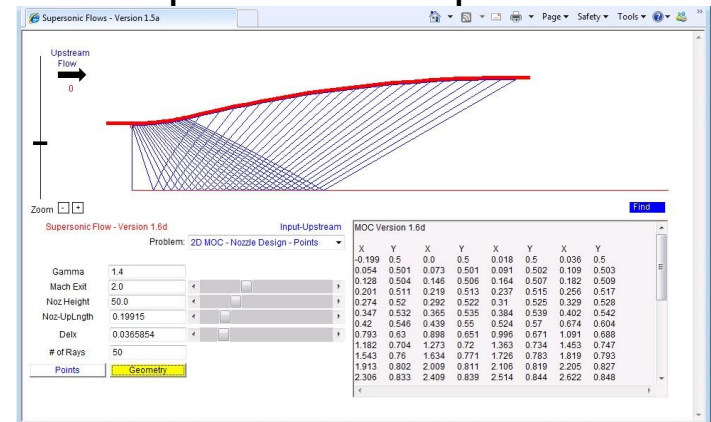 Supersonic Flows - Version 1.5a
Page Safety Tools
Upstream
Flow
0
Zoom - +
Find
Supersonic Flow - Version 1.6d Input-Upstream
Problem: 2D MOC - Nozzle Design - Points
Gamma 1.4
Mach Exit 2.0
Noz Height 50.0
Noz-UpLngth 0.19915
Delx 0.0365854
# of Rays 50
Points Geometry
MOC Version 1.6d
X Y X Y X Y X Y
-0.199 0.5 0.0 0.5 0.018 0.5 0.036 0.5
0.054 0.501 0.073 0.501 0.091 0.502 0.109 0.503
0.128 0.504 0.146 0.506 0.164 0.507 0.182 0.509
0.201 0.511 0.219 0.513 0.237 0.515 0.256 0.517
0.274 0.52 0.292 0.522 0.31 0.525 0.329 0.528
0.347 0.532 0.365 0.535 0.384 0.539 0.402 0.542
0.42 0.546 0.439 0.55 0.524 0.57 0.674 0.604
0.793 0.63 0.898 0.651 0.996 0.671 1.091 0.688
1.182 0.704 1.273 0.72 1.363 0.734 1.453 0.747
1.543 0.76 1.634 0.771 1.726 0.783 1.819 0.793
1.913 0.802 2.009 0.811 2.106 0.819 2.205 0.827
2.306 0.833 2.409 0.839 2.514 0.844 2.622 0.848